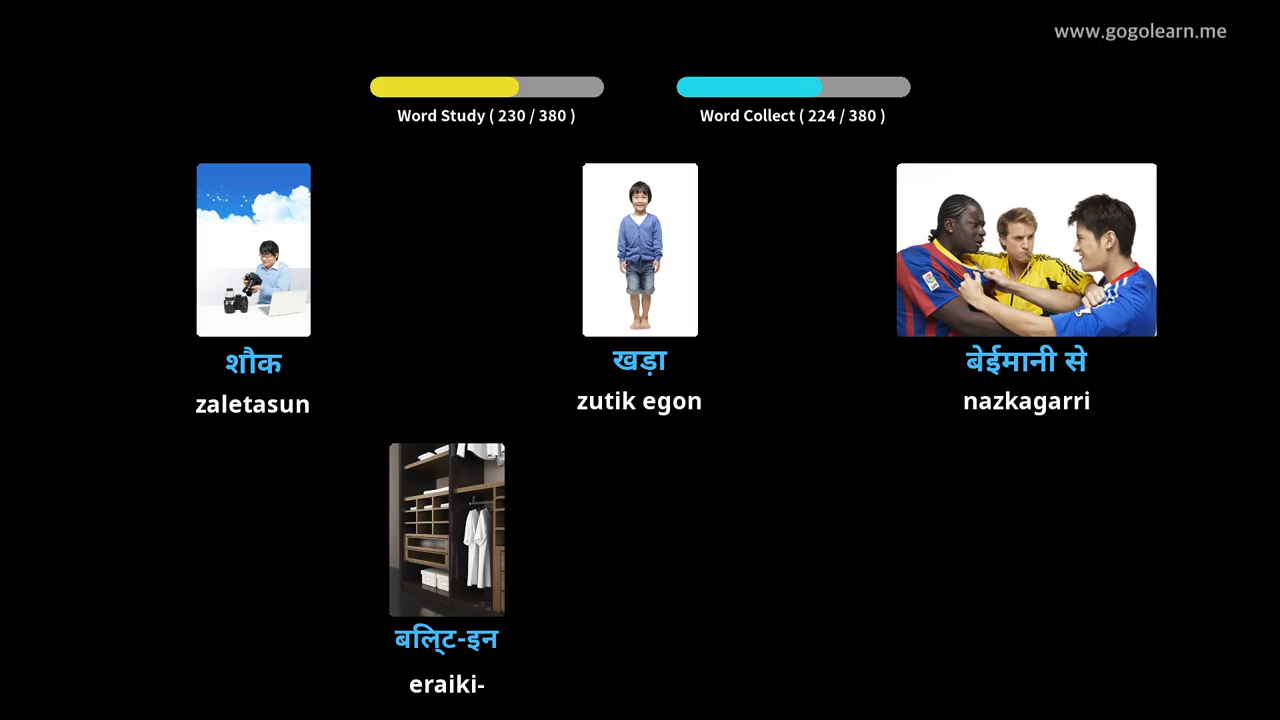 www.gogolearn.me
Word Study ( 230 / 380 )
Word Collect ( 224 / 380 )
शौक
zaletasun
खड़ा
zutik egon
बेईमानी से
nazkagarri
बिल्ट-इन
eraiki-